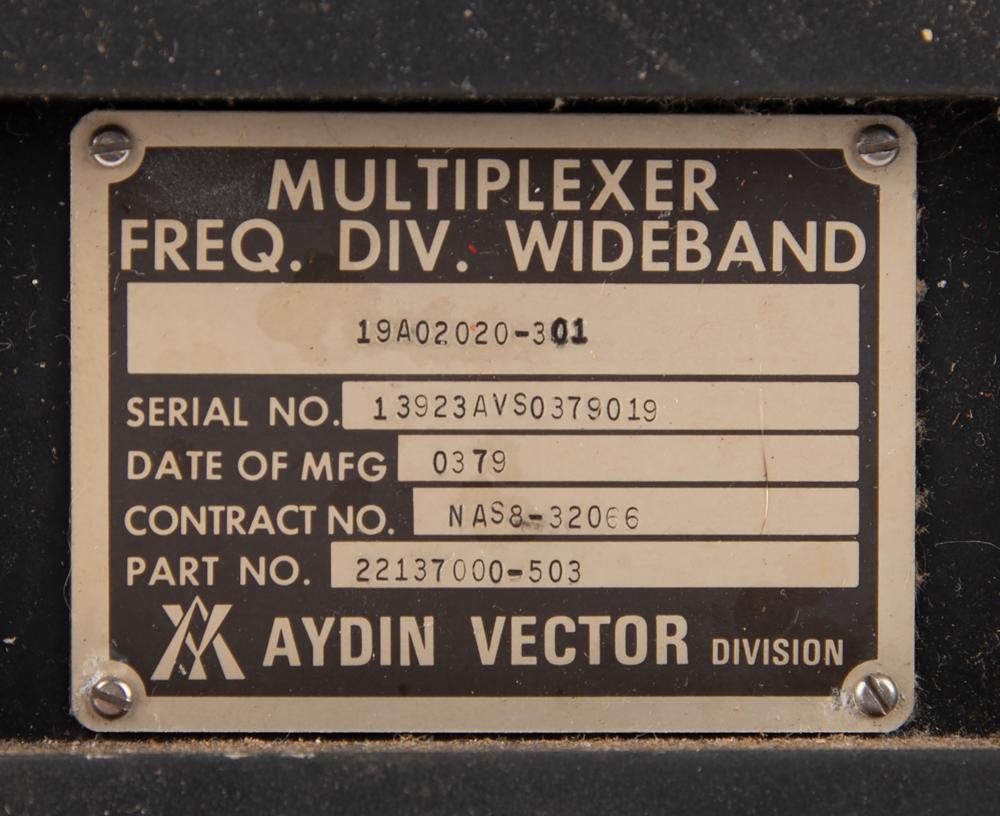 MULTIPLEXER
FREQ. DIV. WIDEBAND
19A02020-301
SERIAL NO. 13923AVS0379019
DATE OF MFG 0379
CONTRACT NO. NAS8-32066
PART NO. 22137000-503
AYDIN VECTOR DIVISION